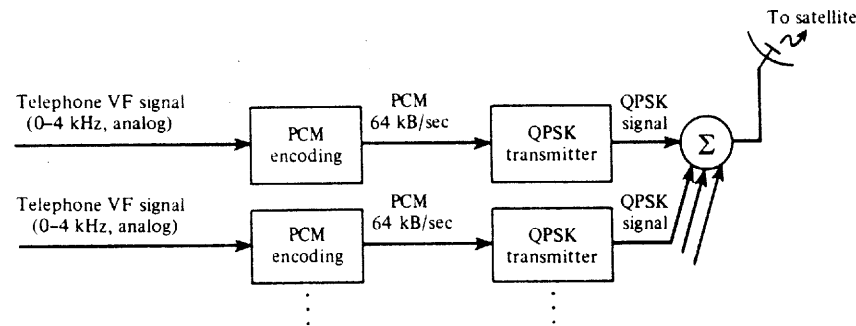 To satellite
Telephone VF signal
(0–4 kHz, analog)
PCM
encoding
PCM
64 kB/sec
QPSK
transmitter
QPSK
signal
Σ
Telephone VF signal
(0–4 kHz, analog)
PCM
encoding
PCM
64 kB/sec
QPSK
transmitter
QPSK
signal